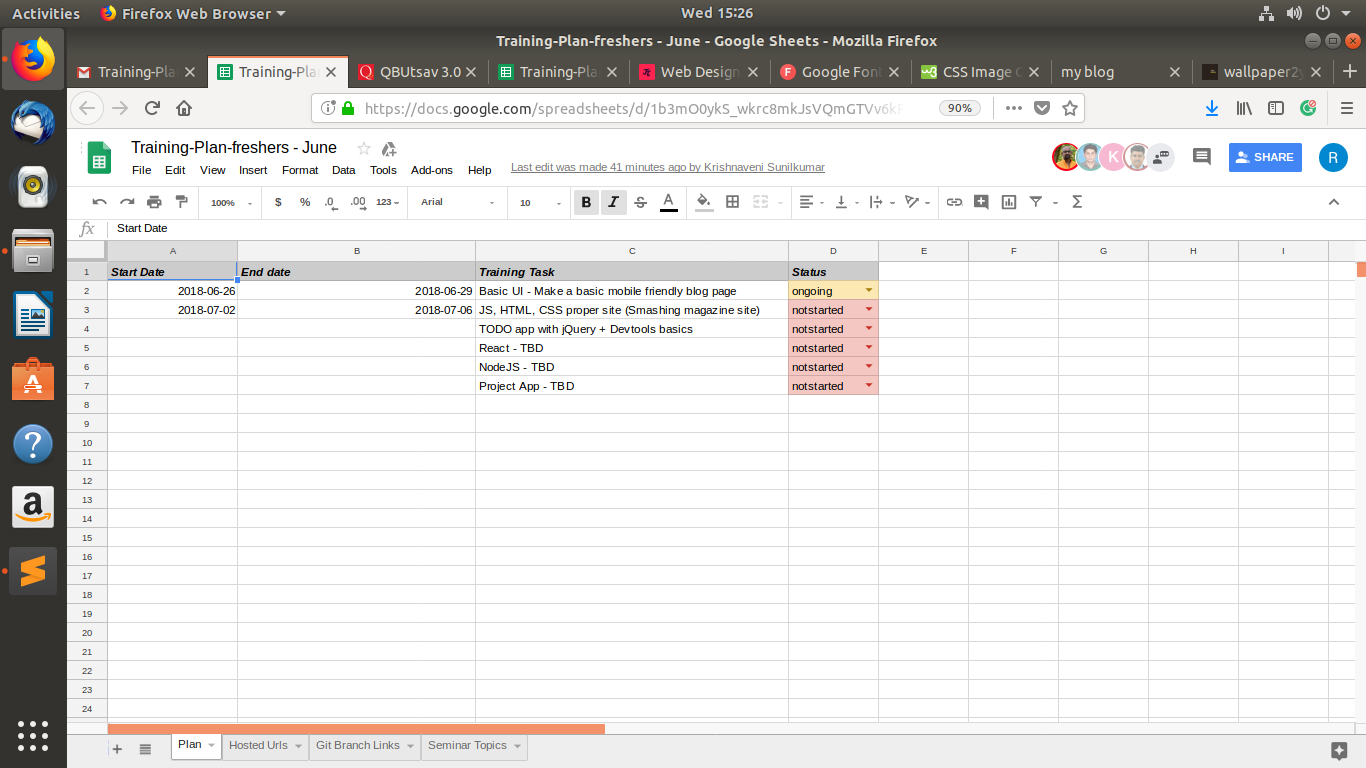 Activities Firefox Web Browser Wed 15:26
Training-Plan-freshers - June - Google Sheets - Mozilla Firefox
Training-Pla Training-Pla QBUtsav 3.0 Training-Pla Web Design Google Font CSS Image my blog wallpaper2
https://docs.google.com/spreadsheets/d/1b3mO0ykS_wkrc8mkJsVQmGTVv6k 90%
Training-Plan-freshers - June
File Edit View Insert Format Data Tools Add-ons Help Last edit was made 41 minutes ago by Krishnaveni Sunilkumar
K SHARE R
100% $ % .0 .00 123 Arial 10 B I S A Σ
fx Start Date
A B C D E F G H I
1 Start Date End date Training Task Status
2 2018-06-26 2018-06-29 Basic UI - Make a basic mobile friendly blog page ongoing
3 2018-07-02 2018-07-06 JS, HTML, CSS proper site (Smashing magazine site) notstarted
4 TODO app with jQuery + Devtools basics notstarted
5 React - TBD notstarted
6 NodeJS - TBD notstarted
7 Project App - TBD notstarted
8
9
10
11
12
13
14
15
16
17
18
19
20
21
22
23
24
Plan Hosted Urls Git Branch Links Seminar Topics